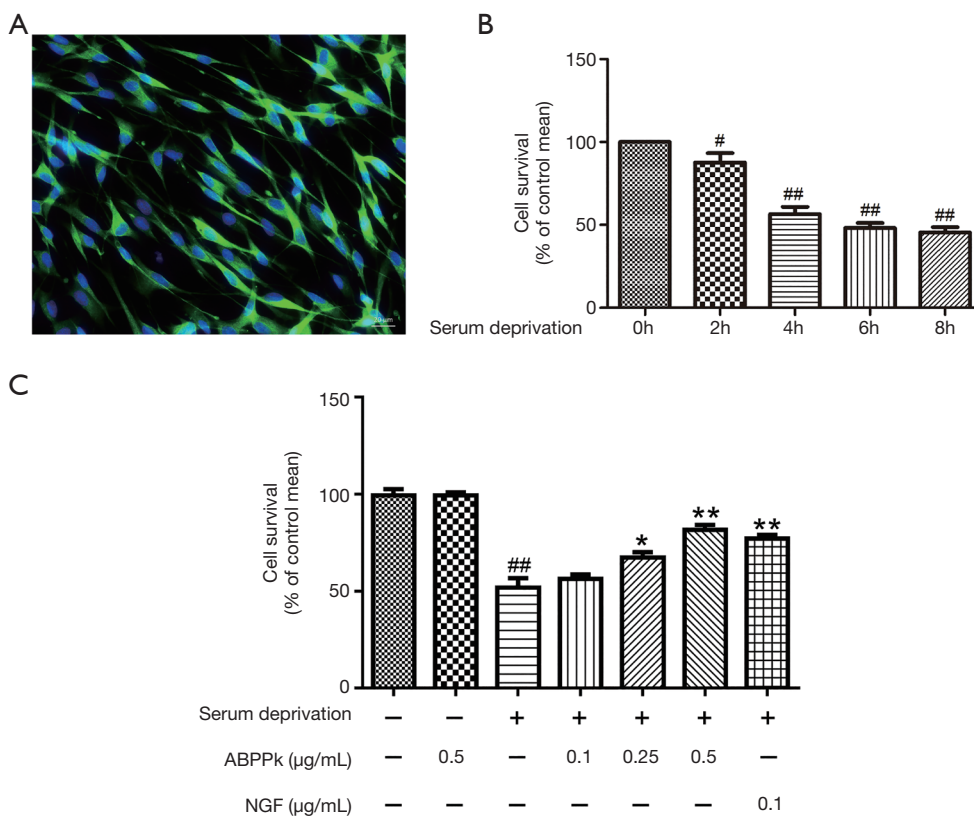 A
20 μm
B
150
100
50
0
Cell survival
(% of control mean)
#
##
##
##
Serum deprivation 0h 2h 4h 6h 8h
C
150
100
50
0
Cell survival
(% of control mean)
##
*
**
**
Serum deprivation – – + + + + +
ABPPk (μg/mL) – 0.5 – 0.1 0.25 0.5 –
NGF (μg/mL) – – – – – – 0.1